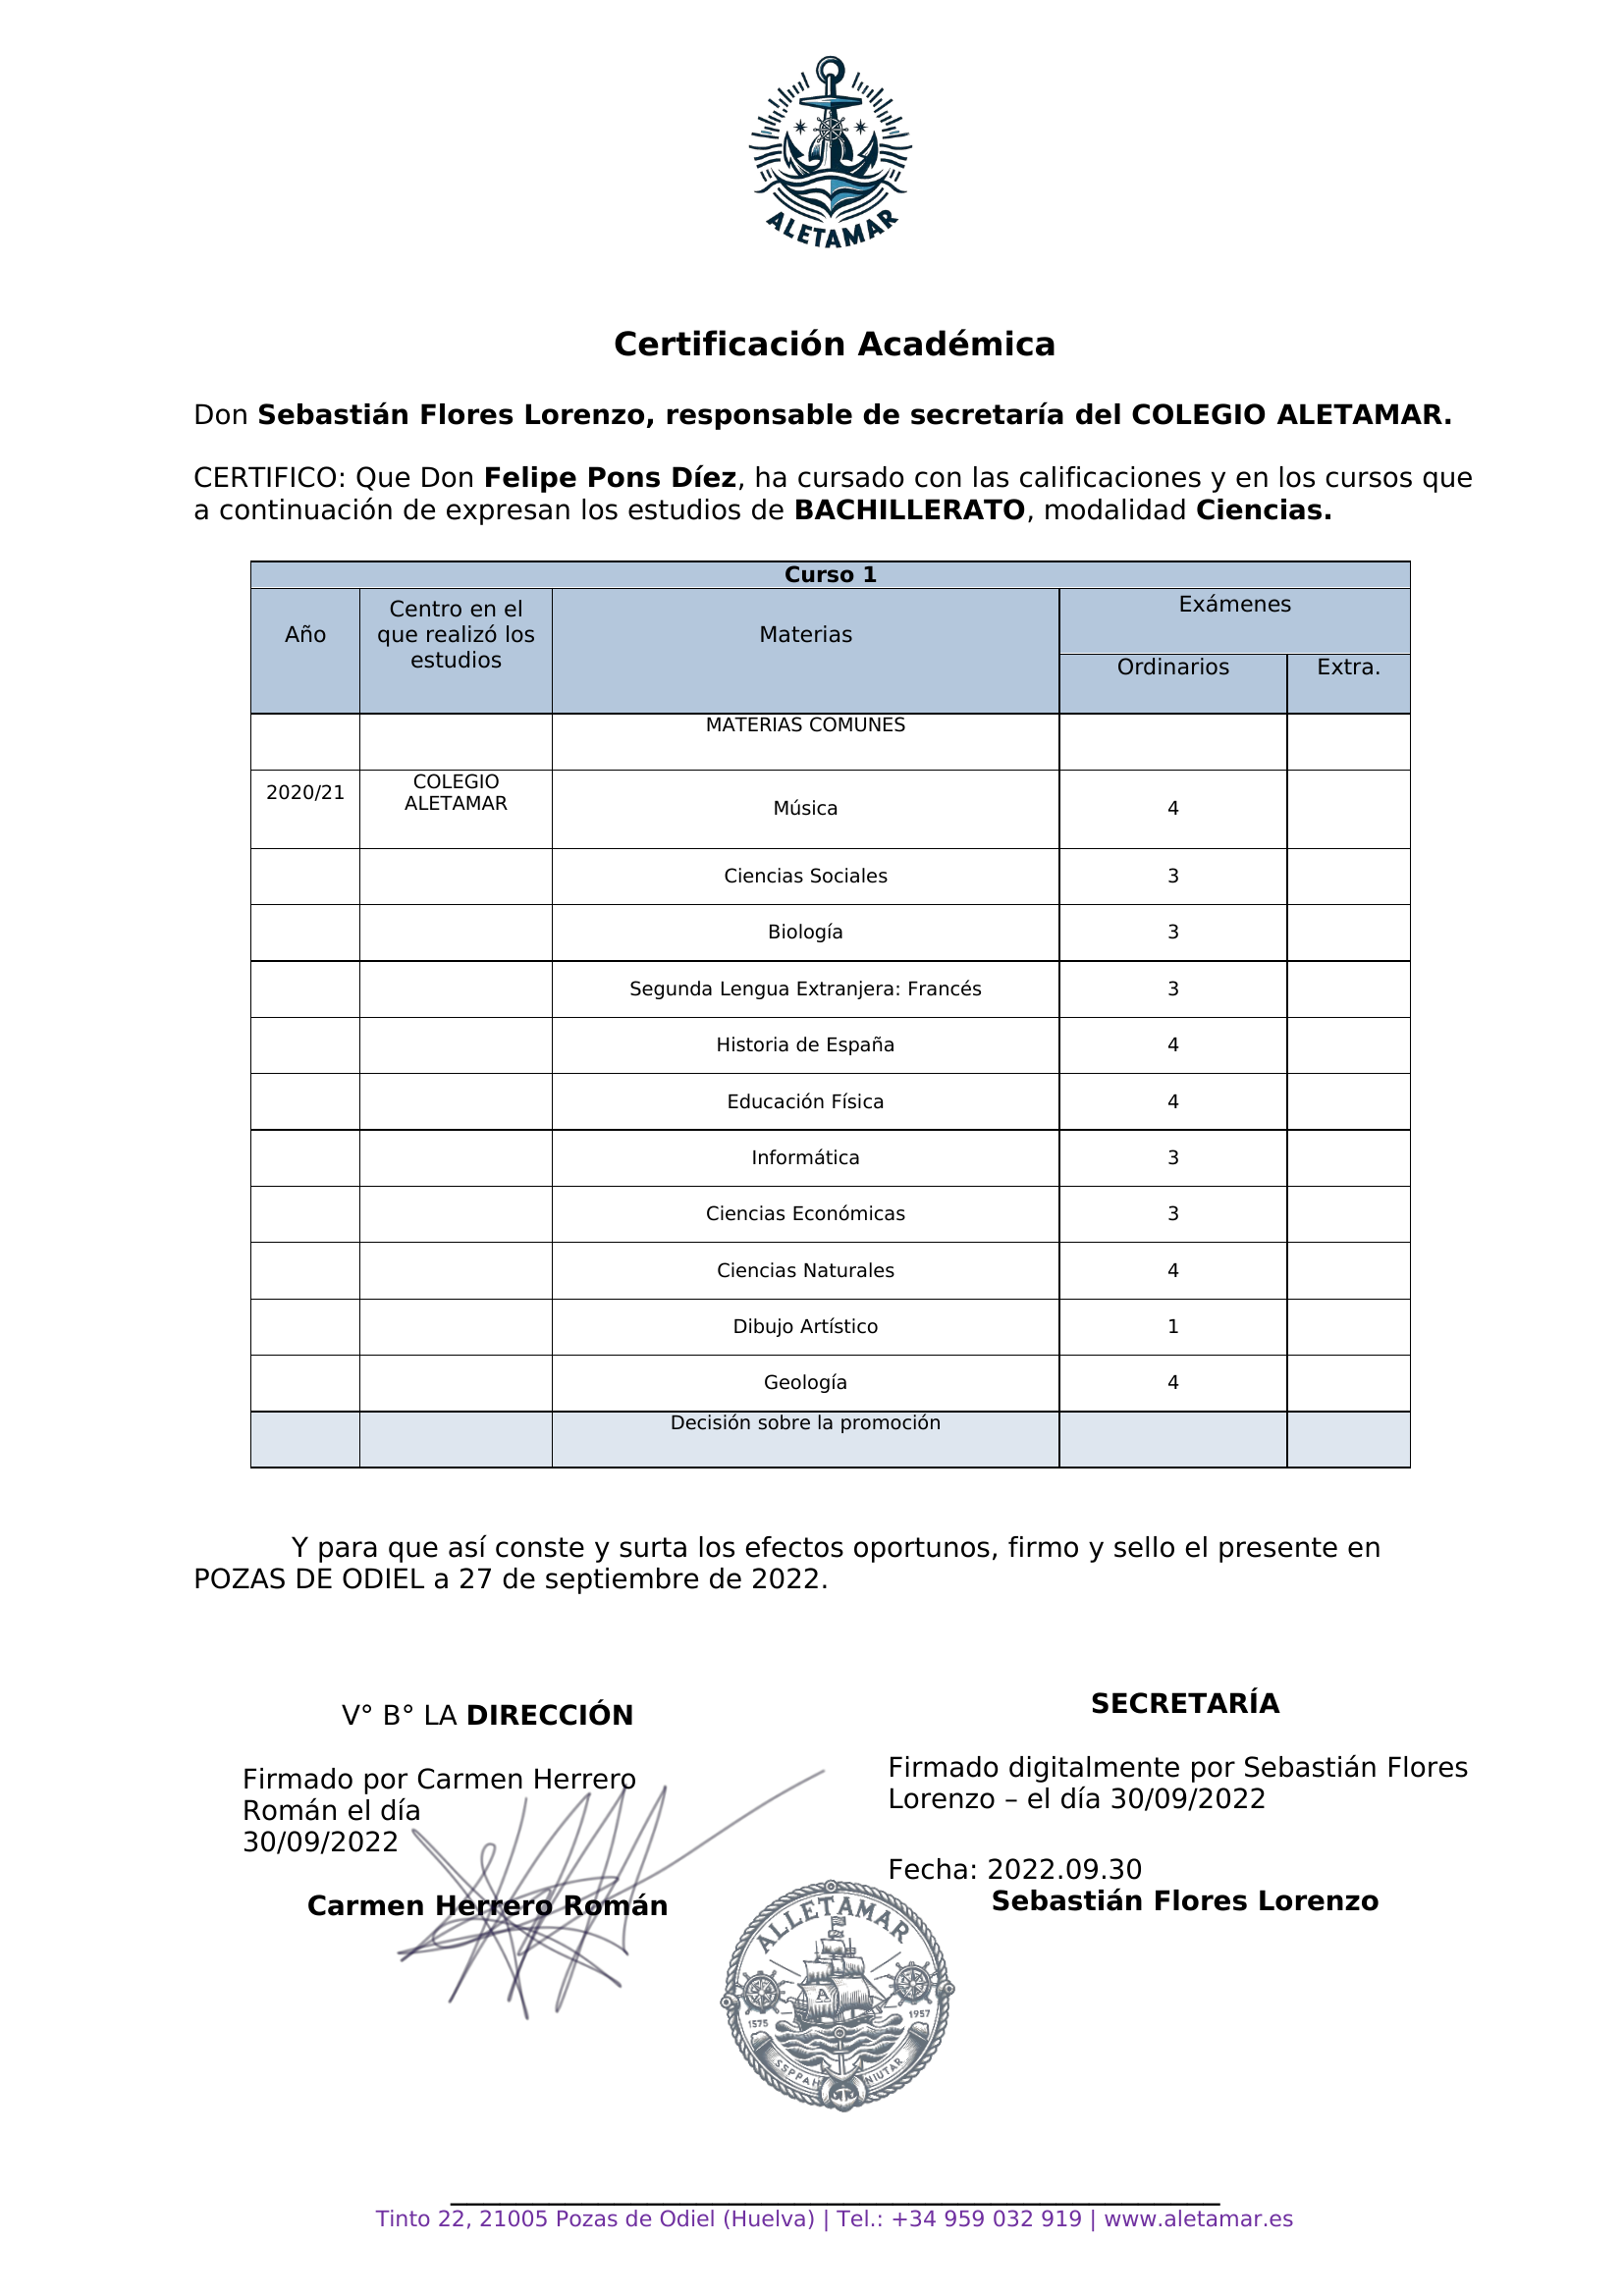 ALETAMAR
Certificación Académica
Don Sebastián Flores Lorenzo, responsable de secretaría del COLEGIO ALETAMAR.
CERTIFICO: Que Don Felipe Pons Díez, ha cursado con las calificaciones y en los cursos que
a continuación de expresan los estudios de BACHILLERATO, modalidad Ciencias.
Curso 1
Año
Centro en el
que realizó los
estudios
Materias
Exámenes
Ordinarios
Extra.
MATERIAS COMUNES
2020/21
COLEGIO
ALETAMAR
Música 4
Ciencias Sociales 3
Biología 3
Segunda Lengua Extranjera: Francés 3
Historia de España 4
Educación Física 4
Informática 3
Ciencias Económicas 3
Ciencias Naturales 4
Dibujo Artístico 1
Geología 4
Decisión sobre la promoción
Y para que así conste y surta los efectos oportunos, firmo y sello el presente en
POZAS DE ODIEL a 27 de septiembre de 2022.
V° B° LA DIRECCIÓN
Firmado por Carmen Herrero
Román el día
30/09/2022
Carmen Herrero Román
SECRETARÍA
Firmado digitalmente por Sebastián Flores
Lorenzo – el día 30/09/2022
Fecha: 2022.09.30
Sebastián Flores Lorenzo
ALLETAMAR
A
1575
1957
SSPPAH NIUTAR
Tinto 22, 21005 Pozas de Odiel (Huelva) | Tel.: +34 959 032 919 | www.aletamar.es